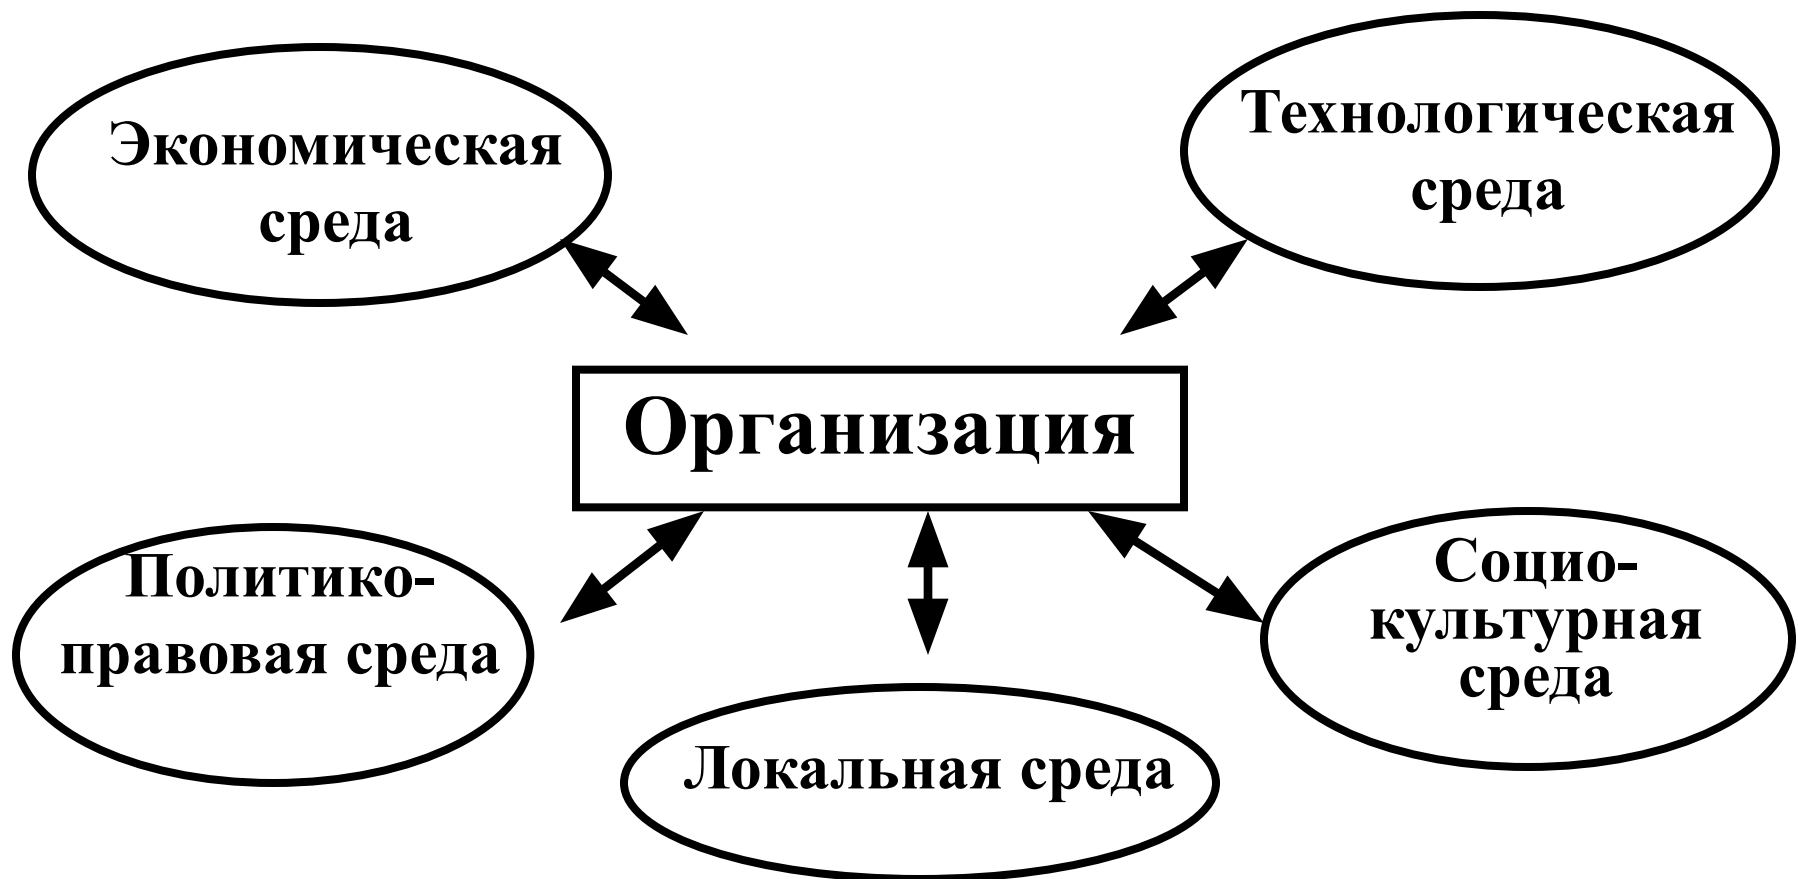 Экономическая
среда
Технологическая
среда
Организация
Политико-
правовая среда
Социо-
культурная
среда
Локальная среда